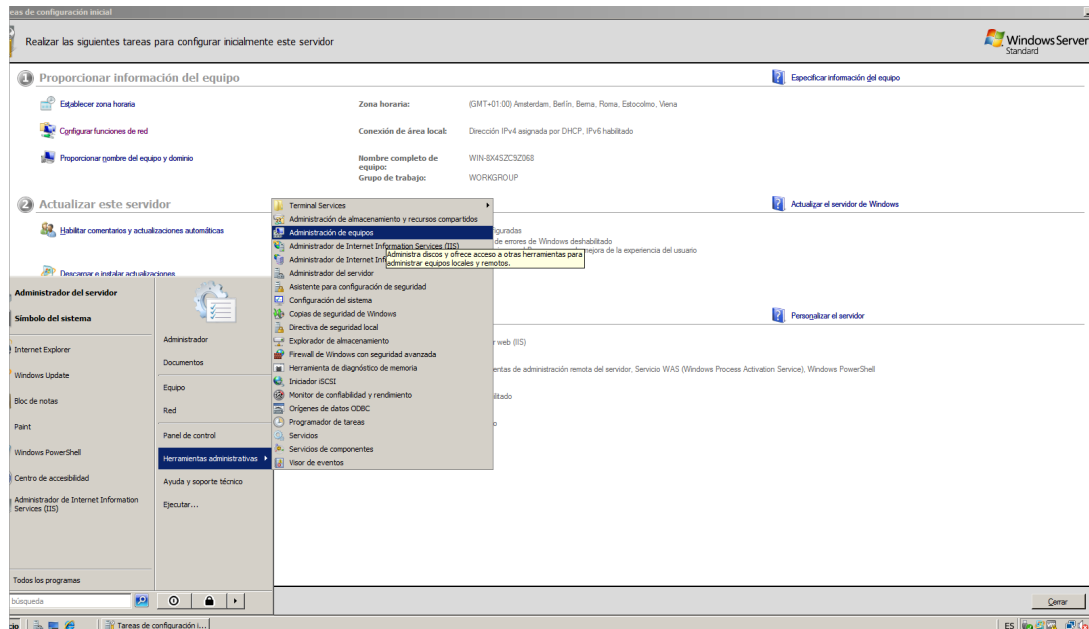 eas de configuración inicial
Realizar las siguientes tareas para configurar inicialmente este servidor
Windows Server
Standard
1 Proporcionar información del equipo
Especificar información del equipo
Establecer zona horaria
Zona horaria:
(GMT+01:00) Amsterdam, Berlín, Berna, Roma, Estocolmo, Viena
Configurar funciones de red
Conexión de área local:
Dirección IPv4 asignada por DHCP, IPv6 habilitado
Proporcionar nombre del equipo y dominio
Nombre completo de
equipo:
WIN-8X4SZC9Z068
Grupo de trabajo:
WORKGROUP
2 Actualizar este servidor
Actualizar el servidor de Windows
Habilitar comentarios y actualizaciones automáticas
figuradas
de errores de Windows deshabilitado
mejora de la experiencia del usuario
Descargar e instalar actualizaciones
Personalizar el servidor
r web (IIS)
entas de administración remota del servidor, Servicio WAS (Windows Process Activation Service), Windows PowerShell
ilitado
o
Terminal Services
Administración de almacenamiento y recursos compartidos
Administración de equipos
Administrador de Internet Information Services (IIS)
Administrador de Internet Inf
Administra discos y ofrece acceso a otras herramientas para
administrar equipos locales y remotos.
Administrador del servidor
Asistente para configuración de seguridad
Configuración del sistema
Copias de seguridad de Windows
Directiva de seguridad local
Explorador de almacenamiento
Firewall de Windows con seguridad avanzada
Herramienta de diagnóstico de memoria
Iniciador iSCSI
Monitor de confiabilidad y rendimiento
Orígenes de datos ODBC
Programador de tareas
Servicios
Servicios de componentes
Visor de eventos
Administrador del servidor
Símbolo del sistema
Internet Explorer
Windows Update
Bloc de notas
Paint
Windows PowerShell
Centro de accesibilidad
Administrador de Internet Information
Services (IIS)
Todos los programas
búsqueda
Administrador
Documentos
Equipo
Red
Panel de control
Herramientas administrativas
Ayuda y soporte técnico
Ejecutar...
Cerrar
cio
Tareas de configuración i...
ES